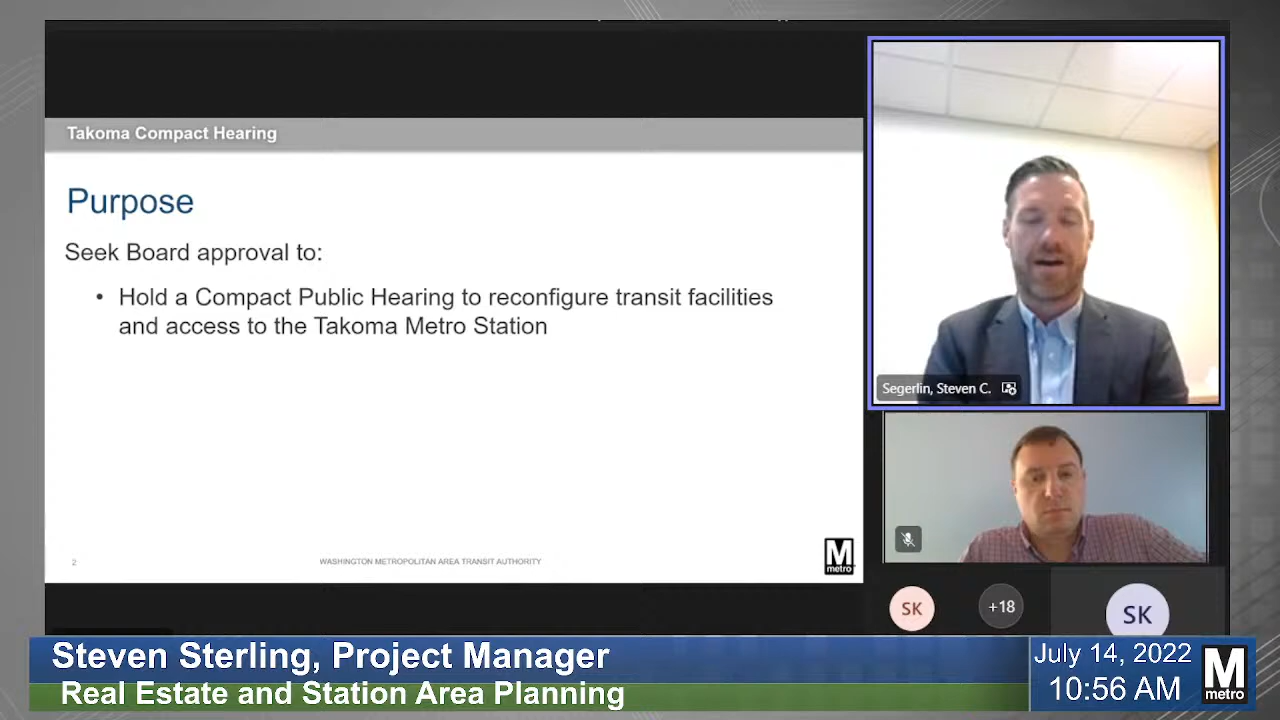 Takoma Compact Hearing
Purpose
Seek Board approval to:
• Hold a Compact Public Hearing to reconfigure transit facilities
and access to the Takoma Metro Station
2
WASHINGTON METROPOLITAN AREA TRANSIT AUTHORITY
M
metro
Segerlin, Steven C.
SK
+18
SK
Steven Sterling, Project Manager
Real Estate and Station Area Planning
July 14, 2022
10:56 AM
M
metro